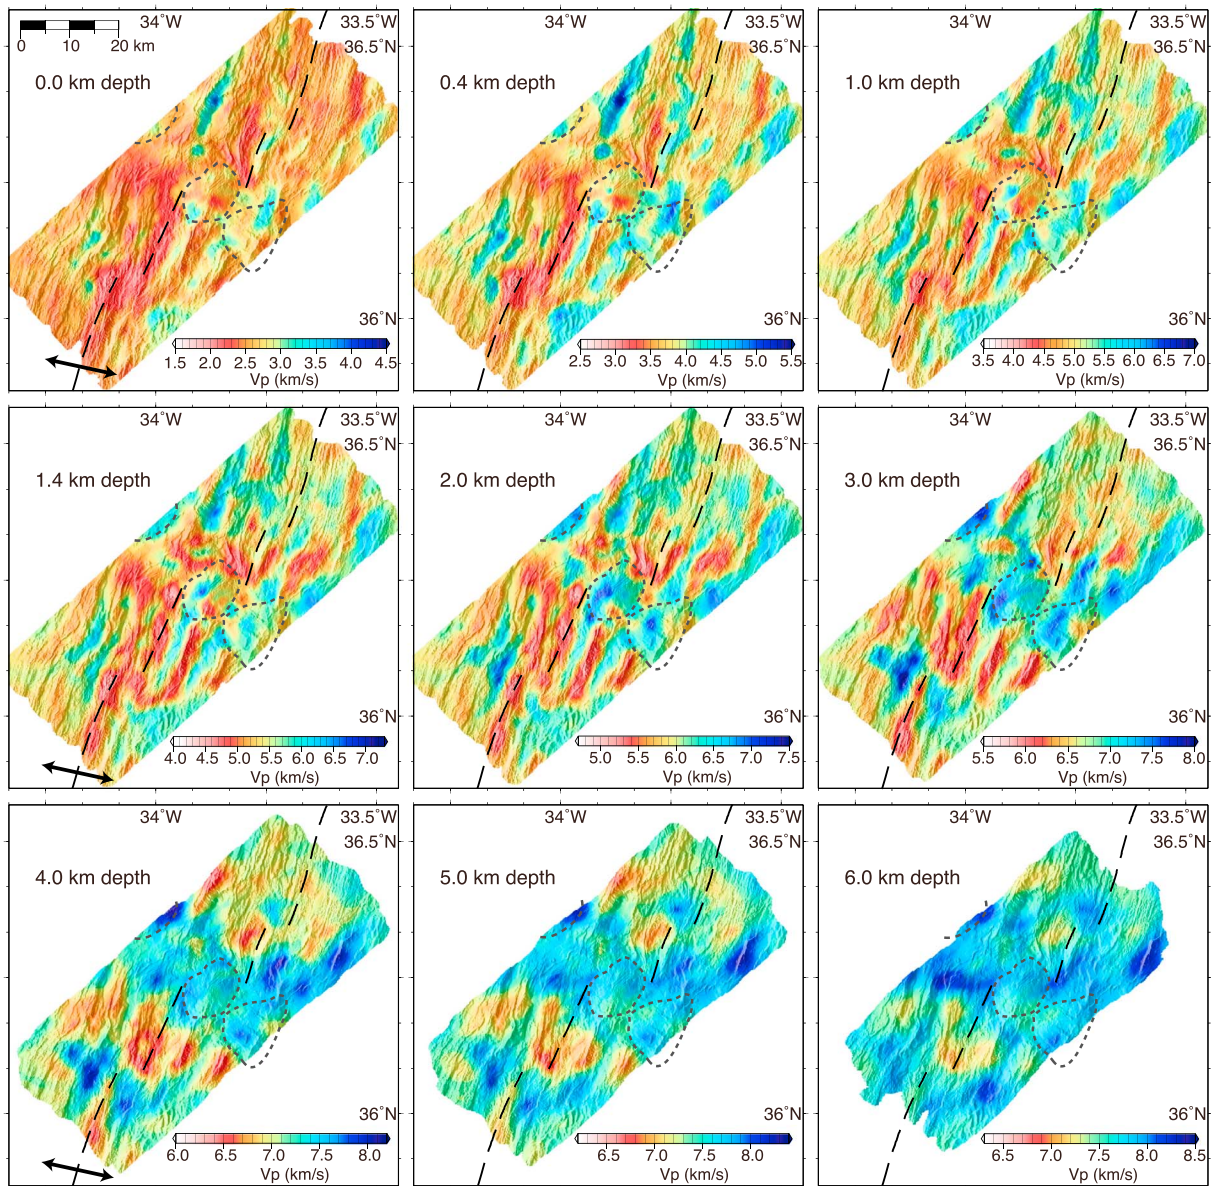 34˚W 33.5˚W
0 10 20 km
36.5˚N
0.0 km depth
36˚N
1.5 2.0 2.5 3.0 3.5 4.0 4.5
Vp (km/s)
34˚W 33.5˚W
36.5˚N
0.4 km depth
36˚N
2.5 3.0 3.5 4.0 4.5 5.0 5.5
Vp (km/s)
34˚W 33.5˚W
36.5˚N
1.0 km depth
36˚N
3.5 4.0 4.5 5.0 5.5 6.0 6.5 7.0
Vp (km/s)
34˚W 33.5˚W
36.5˚N
1.4 km depth
36˚N
4.0 4.5 5.0 5.5 6.0 6.5 7.0
Vp (km/s)
34˚W 33.5˚W
36.5˚N
2.0 km depth
36˚N
5.0 5.5 6.0 6.5 7.0 7.5
Vp (km/s)
34˚W 33.5˚W
36.5˚N
3.0 km depth
36˚N
5.5 6.0 6.5 7.0 7.5 8.0
Vp (km/s)
34˚W 33.5˚W
36.5˚N
4.0 km depth
36˚N
6.0 6.5 7.0 7.5 8.0
Vp (km/s)
34˚W 33.5˚W
36.5˚N
5.0 km depth
36˚N
6.5 7.0 7.5 8.0
Vp (km/s)
34˚W 33.5˚W
36.5˚N
6.0 km depth
36˚N
6.5 7.0 7.5 8.0 8.5
Vp (km/s)